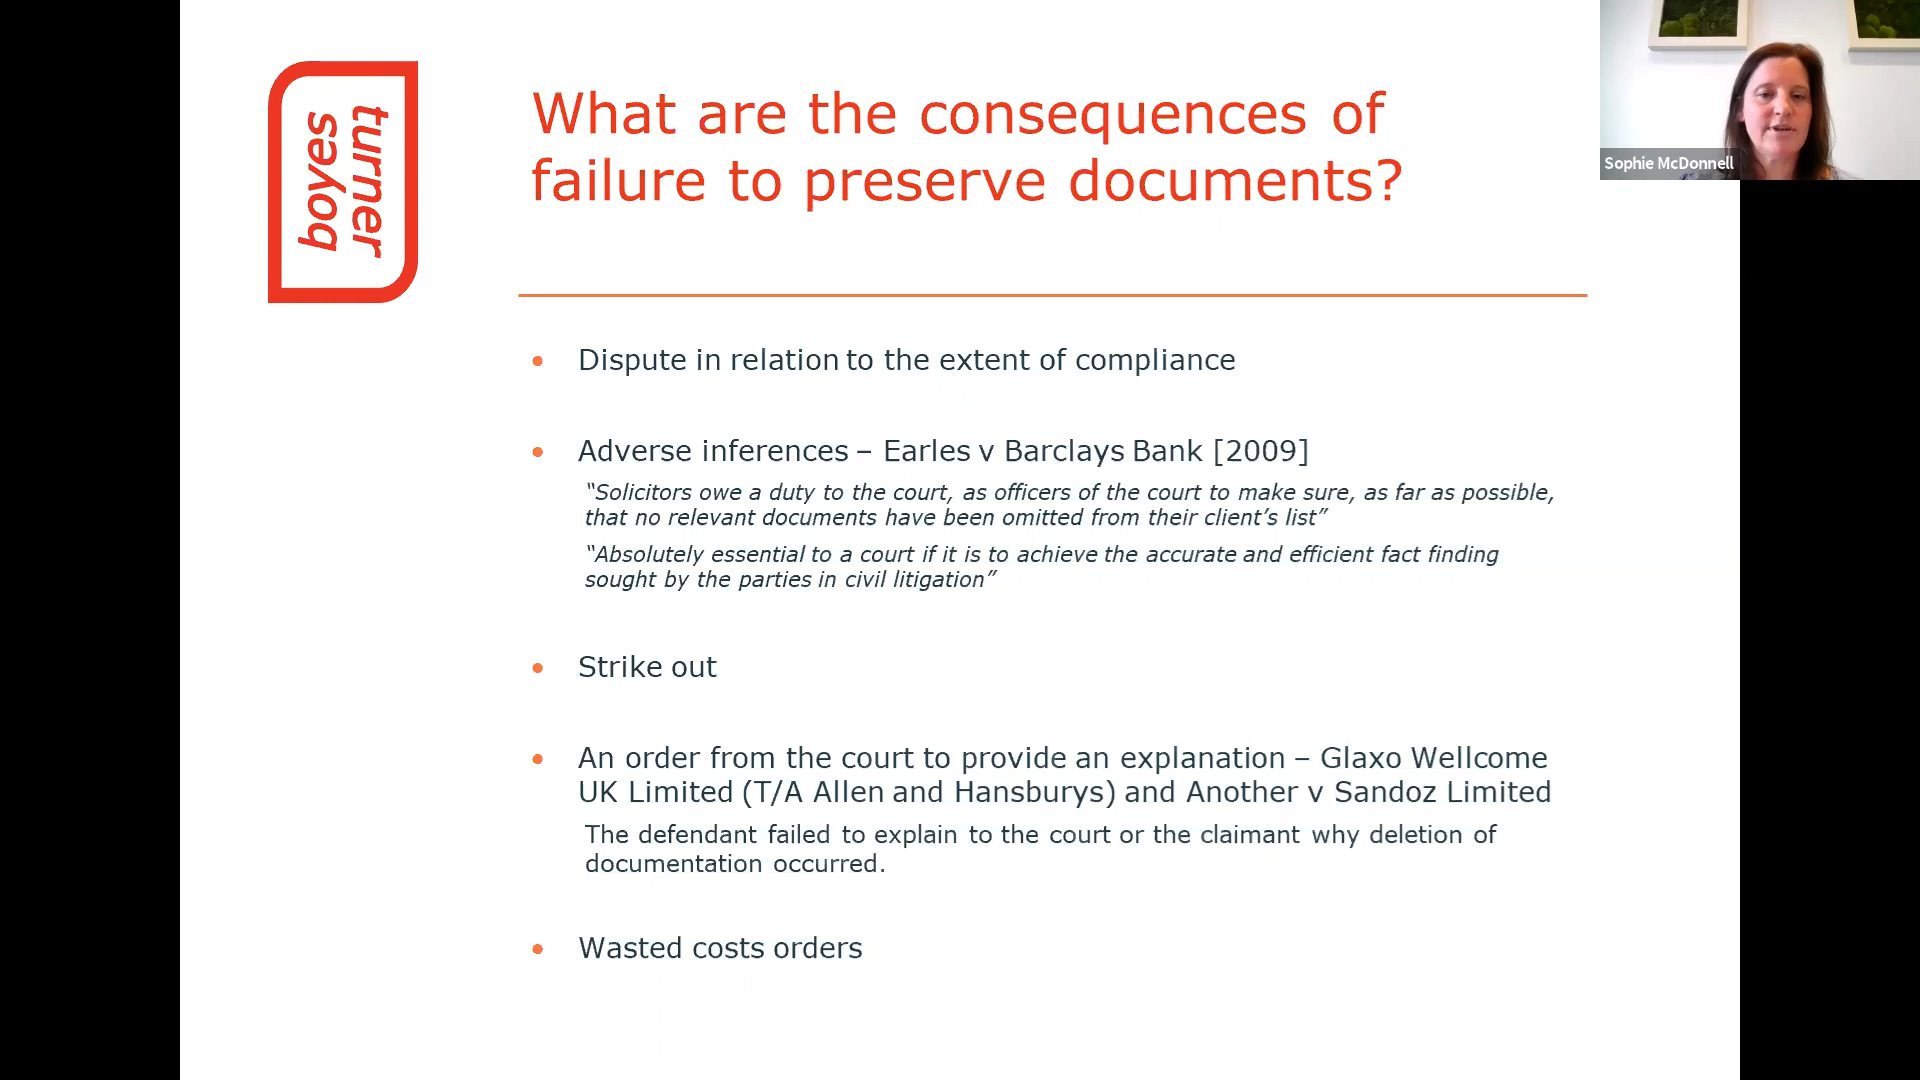 boyes
turner
What are the consequences of
failure to preserve documents?
Sophie McDonnell
• Dispute in relation to the extent of compliance
• Adverse inferences – Earles v Barclays Bank [2009]
“Solicitors owe a duty to the court, as officers of the court to make sure, as far as possible,
that no relevant documents have been omitted from their client’s list”
“Absolutely essential to a court if it is to achieve the accurate and efficient fact finding
sought by the parties in civil litigation”
• Strike out
• An order from the court to provide an explanation – Glaxo Wellcome
UK Limited (T/A Allen and Hansburys) and Another v Sandoz Limited
The defendant failed to explain to the court or the claimant why deletion of
documentation occurred.
• Wasted costs orders